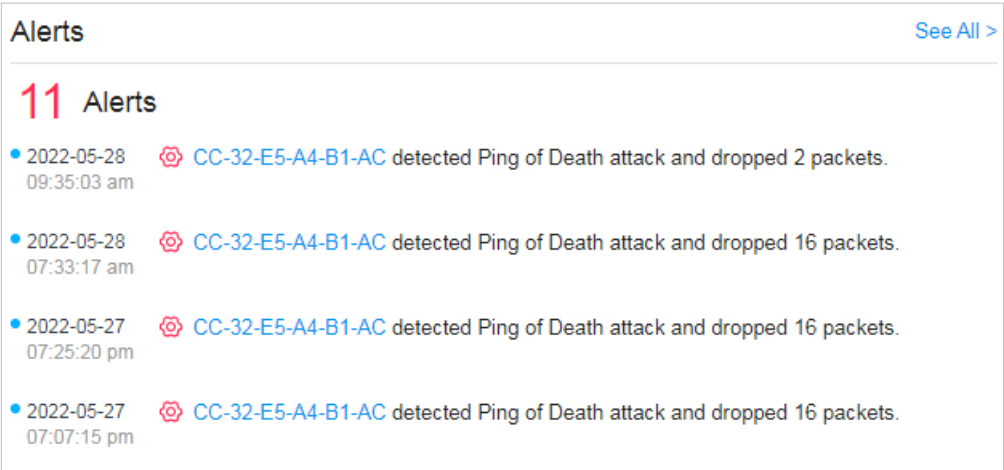 Alerts
See All >
11 Alerts
2022-05-28 CC-32-E5-A4-B1-AC detected Ping of Death attack and dropped 2 packets.
09:35:03 am
2022-05-28 CC-32-E5-A4-B1-AC detected Ping of Death attack and dropped 16 packets.
07:33:17 am
2022-05-27 CC-32-E5-A4-B1-AC detected Ping of Death attack and dropped 16 packets.
07:25:20 pm
2022-05-27 CC-32-E5-A4-B1-AC detected Ping of Death attack and dropped 16 packets.
07:07:15 pm